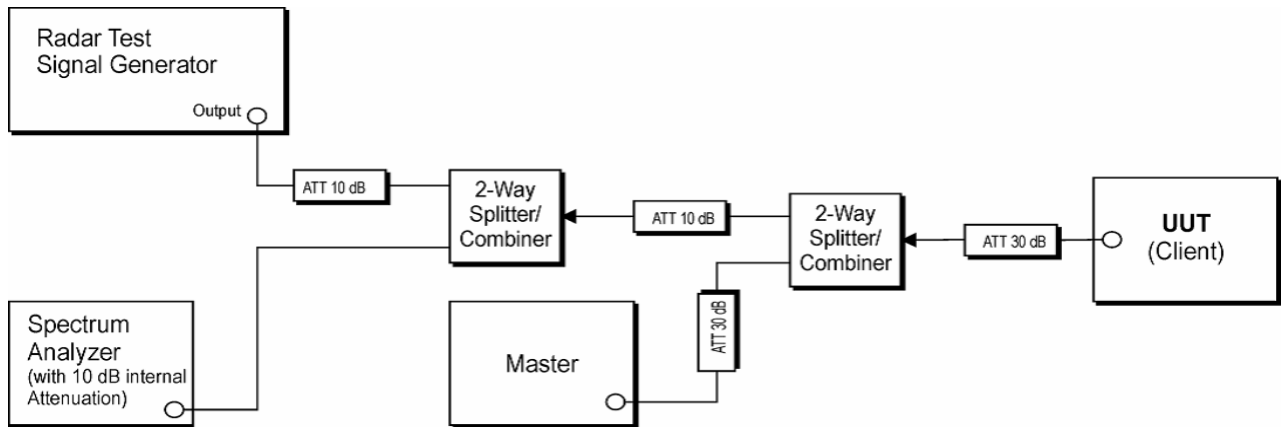 Radar Test
Signal Generator
Output
ATT 10 dB
2-Way
Splitter/
Combiner
ATT 10 dB
2-Way
Splitter/
Combiner
ATT 30 dB
UUT
(Client)
Spectrum
Analyzer
(with 10 dB internal
Attenuation)
Master
ATT 30 dB